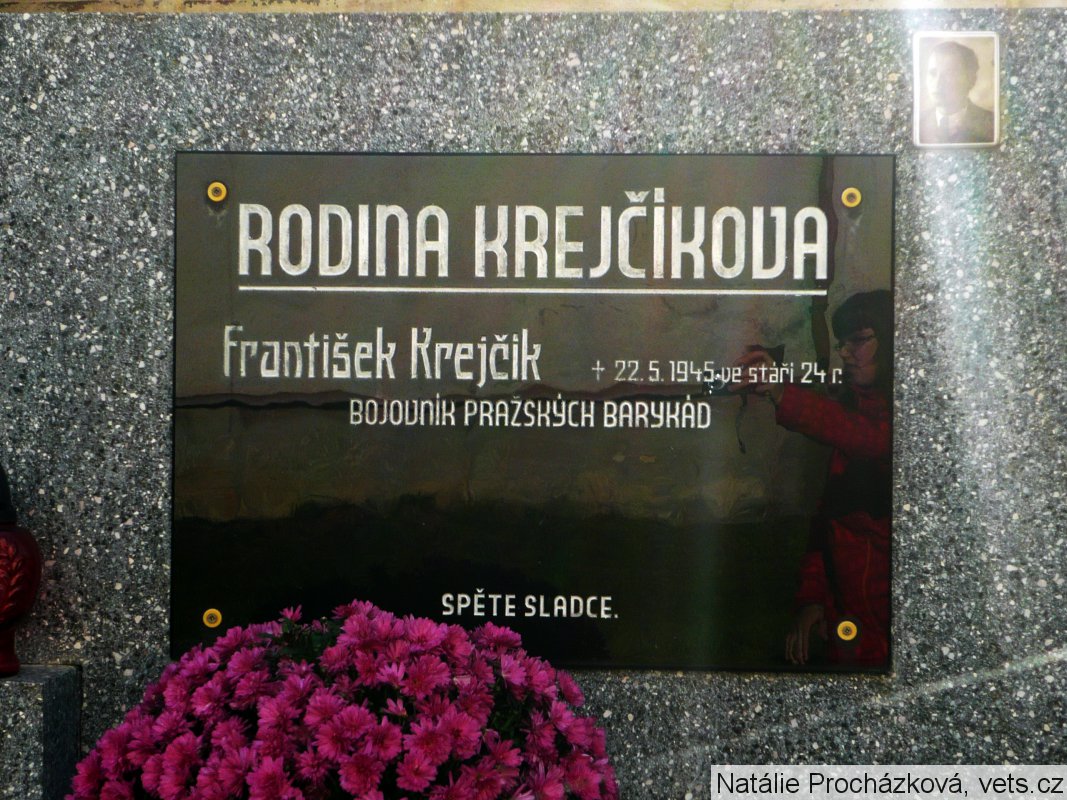 RODINA KREJČÍKOVA
František Krejčík
† 22. 5. 1945 ve stáří 24 r.
BOJOVNÍK PRAŽSKÝCH BARYKÁD
SPĚTE SLADCE.
Natálie Procházková, vets.cz